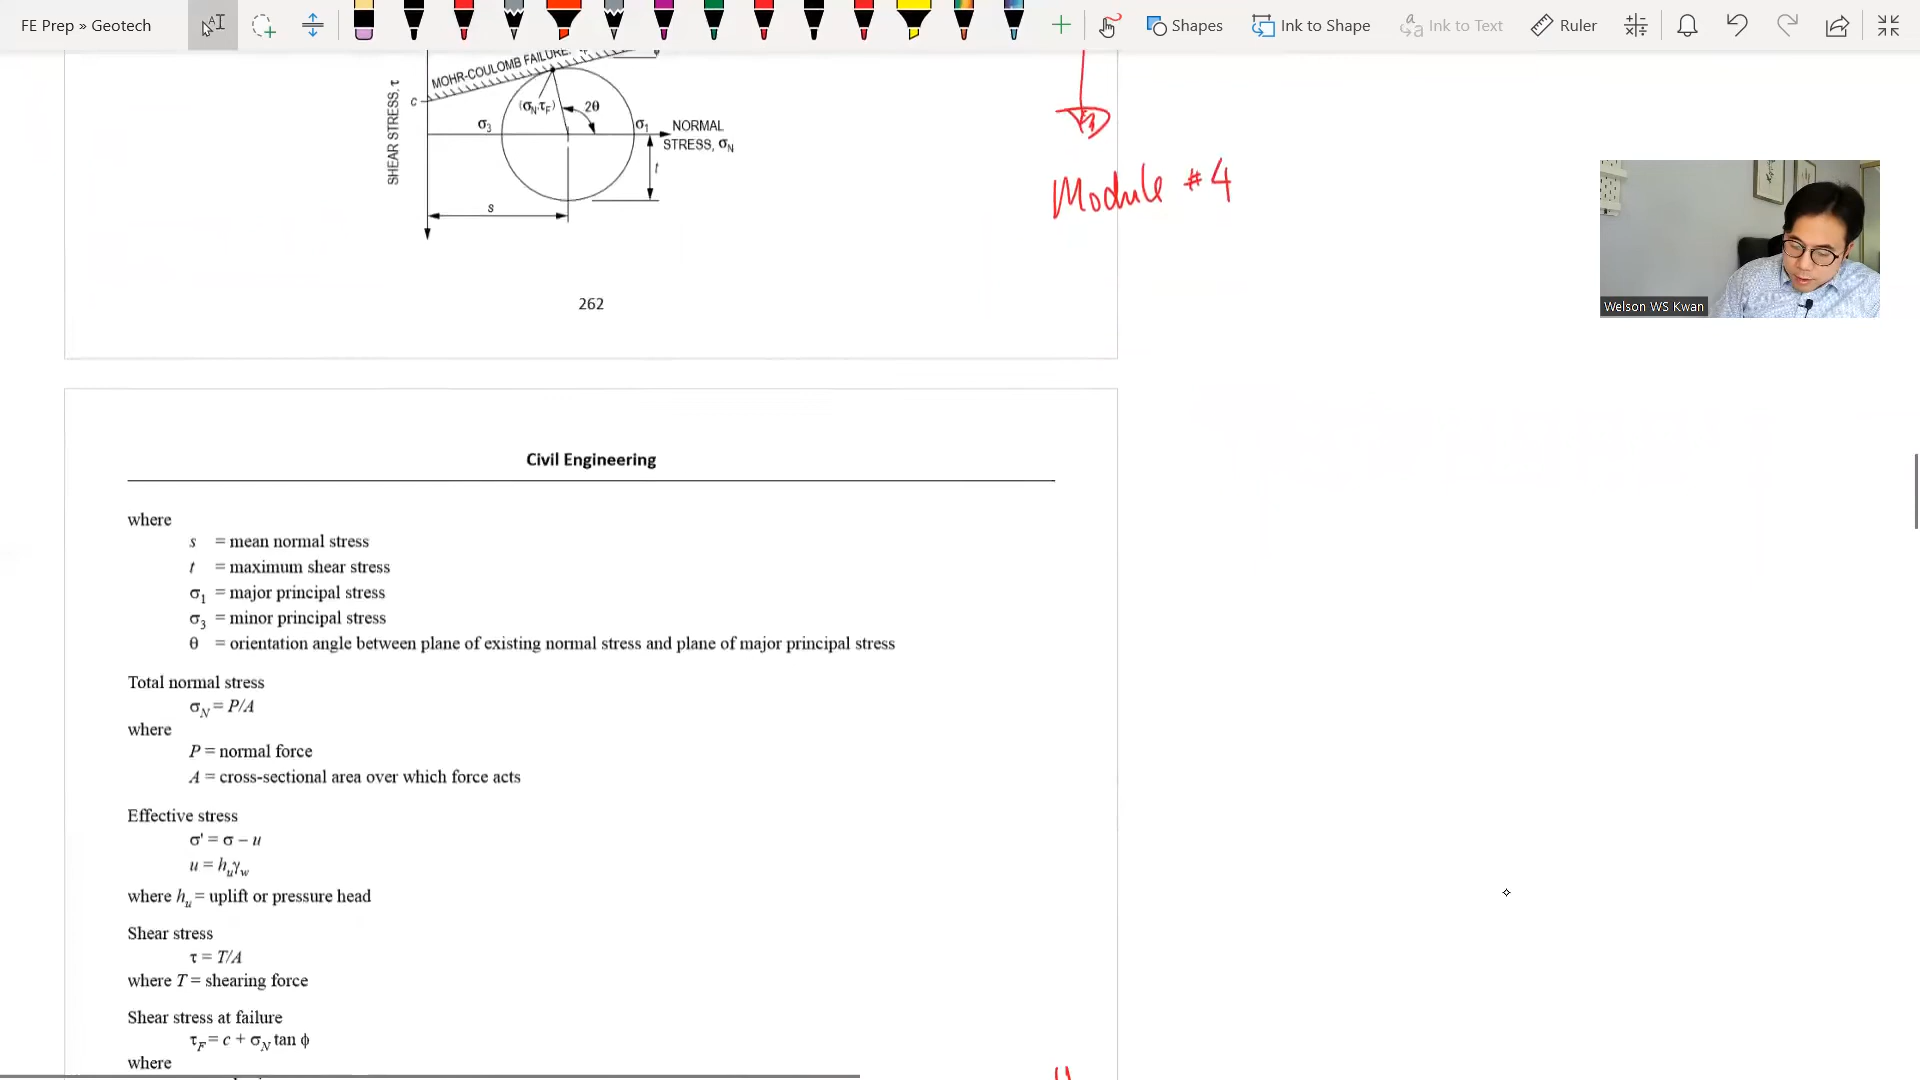 FE Prep » Geotech
Shapes
Ink to Shape
Ink to Text
Ruler
MOHR-COULOMB FAILURE
SHEAR STRESS, τ
c
(σN,τF)
2θ
σ3
σ1
NORMAL
STRESS, σN
t
s
262
Module #4
Welson WS Kwan
Civil Engineering
where
s = mean normal stress
t = maximum shear stress
σ1 = major principal stress
σ3 = minor principal stress
θ = orientation angle between plane of existing normal stress and plane of major principal stress
Total normal stress
σN = P/A
where
P = normal force
A = cross-sectional area over which force acts
Effective stress
σ' = σ – u
u = huγw
where hu = uplift or pressure head
Shear stress
τ = T/A
where T = shearing force
Shear stress at failure
τF = c + σN tan ϕ
where